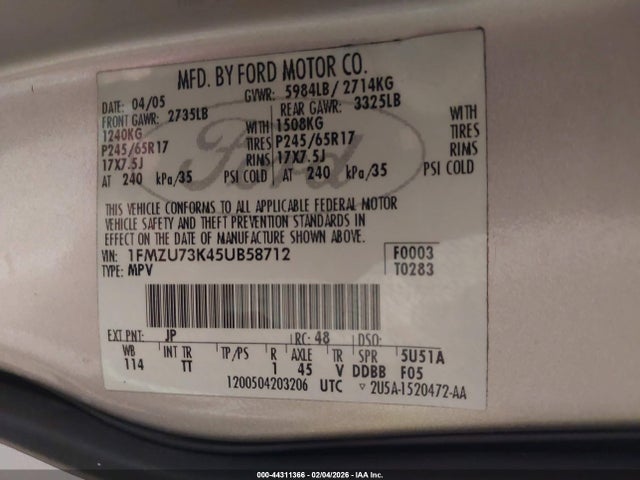 MFD. BY FORD MOTOR CO.
DATE: 04/05 GVWR: 5984LB/ 2714KG
FRONT GAWR: 2735LB REAR GAWR: 3325LB
1240KG WITH 1508KG WITH
P245/65R17 TIRES P245/65R17 TIRES
17X7.5J RIMS 17X7.5J RIMS
AT 240 kPa/35 PSI COLD AT 240 kPa/35 PSI COLD
Ford
THIS VEHICLE CONFORMS TO ALL APPLICABLE FEDERAL MOTOR
VEHICLE SAFETY AND THEFT PREVENTION STANDARDS IN
EFFECT ON THE DATE OF MANUFACTURE SHOWN ABOVE.
VIN: 1FMZU73K45UB58712 F0003
TYPE: MPV T0283
EXT PNT: JP RC: 48 DSO:
WB INT TR TP/PS R AXLE TR SPR 5U51A
114 TT 1 45 V DDBB F05
1200504203206 UTC ▽2U5A-1520472-AA
000-44311366 - 02/04/2026 - IAA Inc.